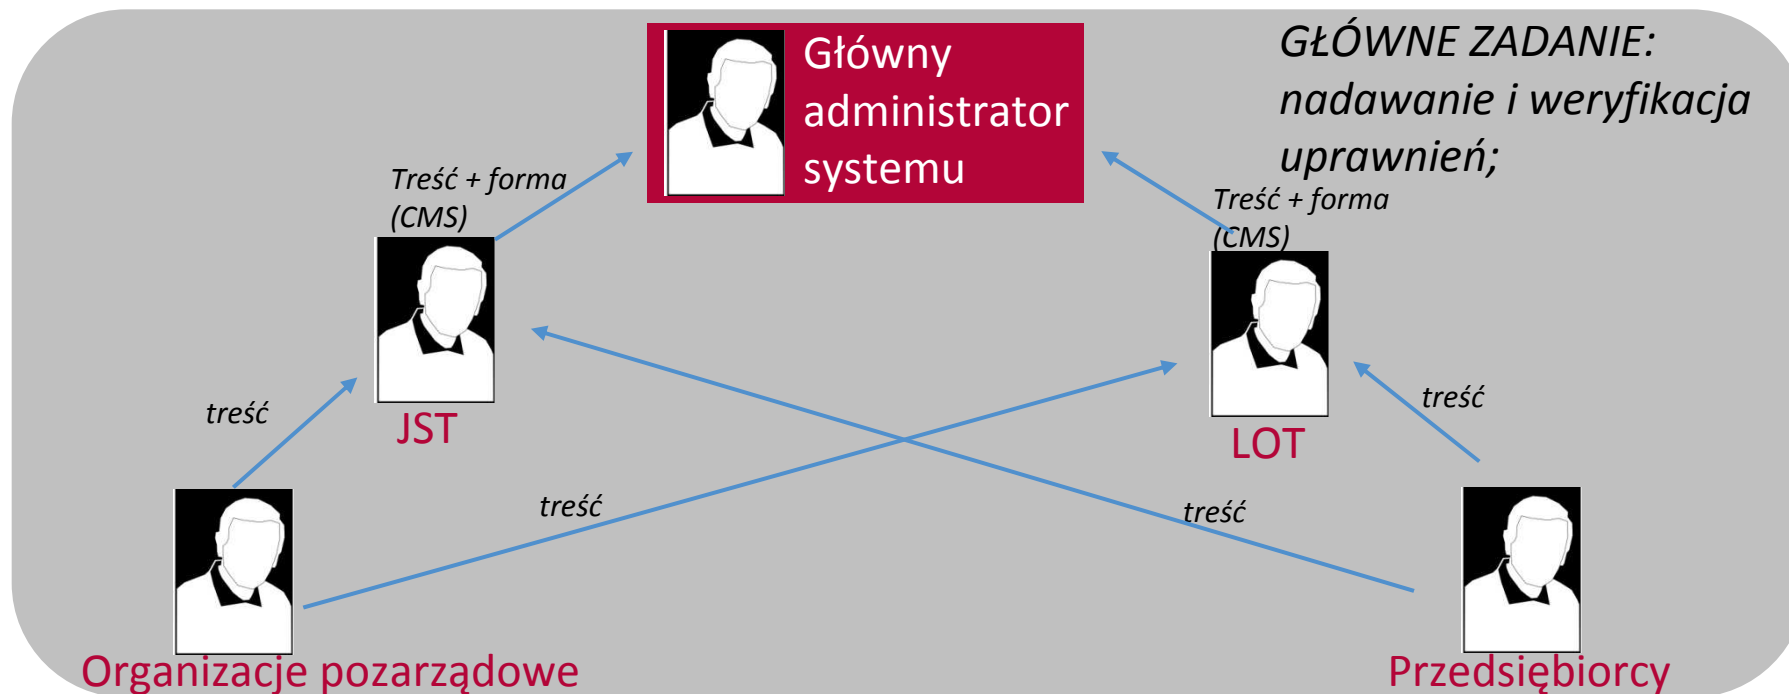 Główny
administrator
systemu
GŁÓWNE ZADANIE:
nadawanie i weryfikacja
uprawnień;
Treść + forma
(CMS)
Treść + forma
(CMS)
JST
LOT
treść
treść
treść
treść
Organizacje pozarządowe
Przedsiębiorcy